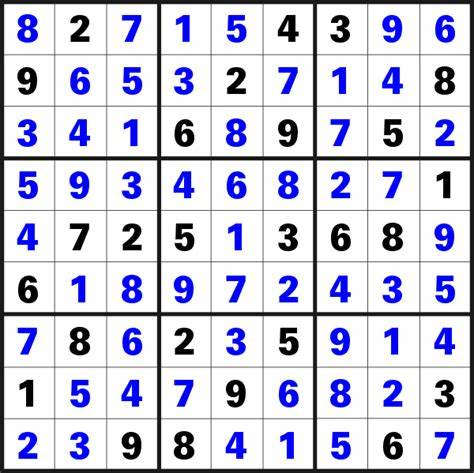 8 2 7 1 5 4 3 9 6
9 6 5 3 2 7 1 4 8
3 4 1 6 8 9 7 5 2
5 9 3 4 6 8 2 7 1
4 7 2 5 1 3 6 8 9
6 1 8 9 7 2 4 3 5
7 8 6 2 3 5 9 1 4
1 5 4 7 9 6 8 2 3
2 3 9 8 4 1 5 6 7